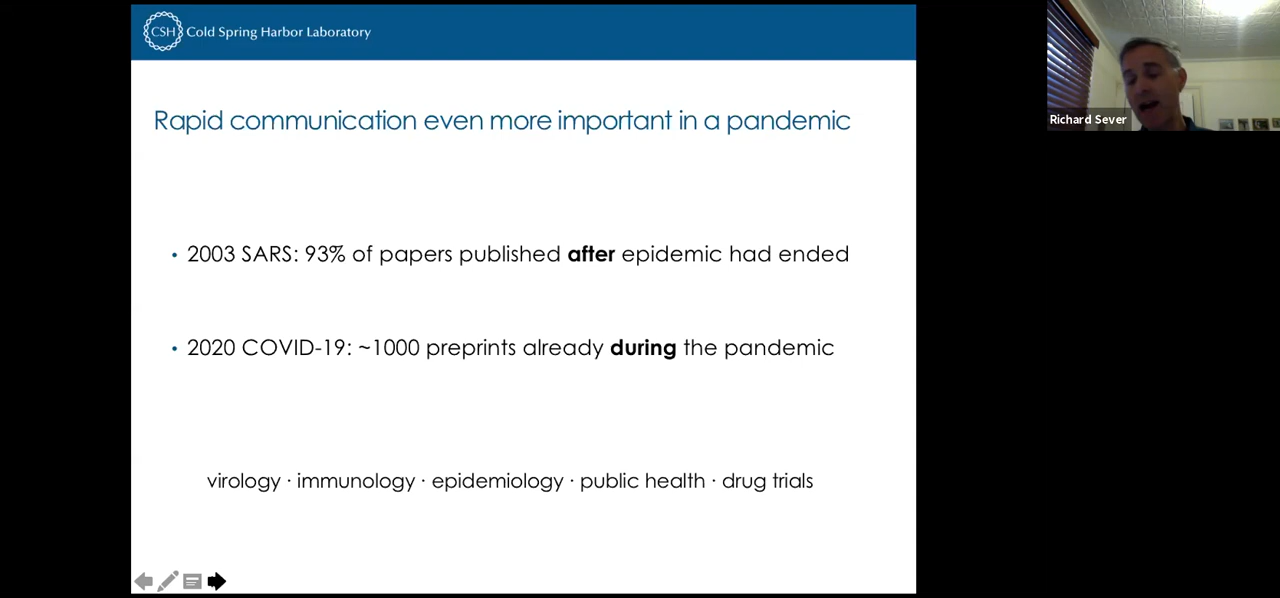 CSH Cold Spring Harbor Laboratory
Rapid communication even more important in a pandemic
• 2003 SARS: 93% of papers published after epidemic had ended
• 2020 COVID-19: ~1000 preprints already during the pandemic
virology · immunology · epidemiology · public health · drug trials
Richard Sever